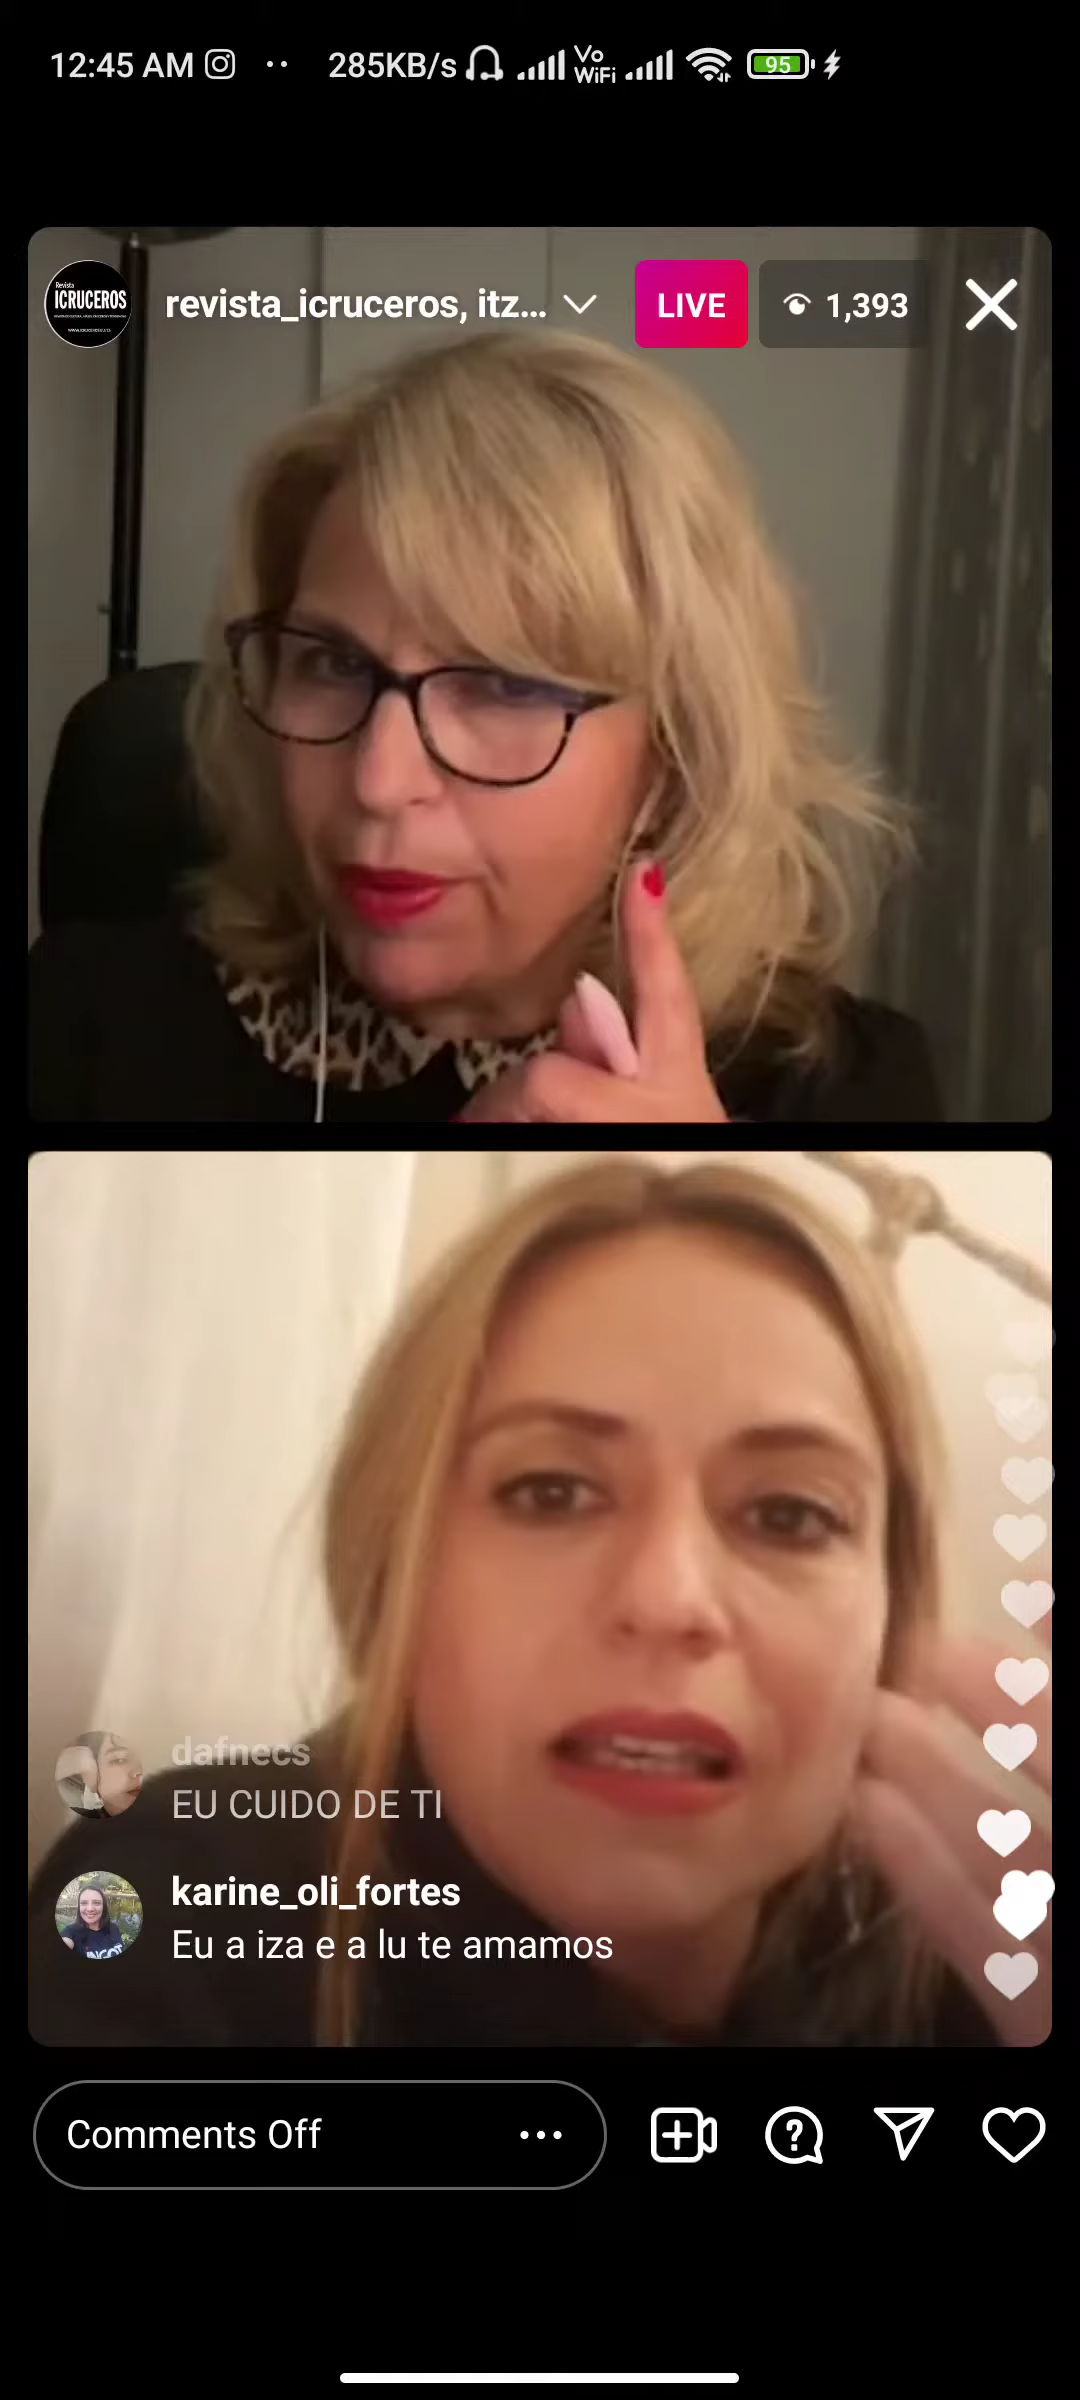 12:45 AM 285KB/s Vo WiFi 95
Revista
ICRUCEROS
revista_icruceros, itz...
LIVE
1,393
dafnecs
EU CUIDO DE TI
karine_oli_fortes
Eu a iza e a lu te amamos
Comments Off